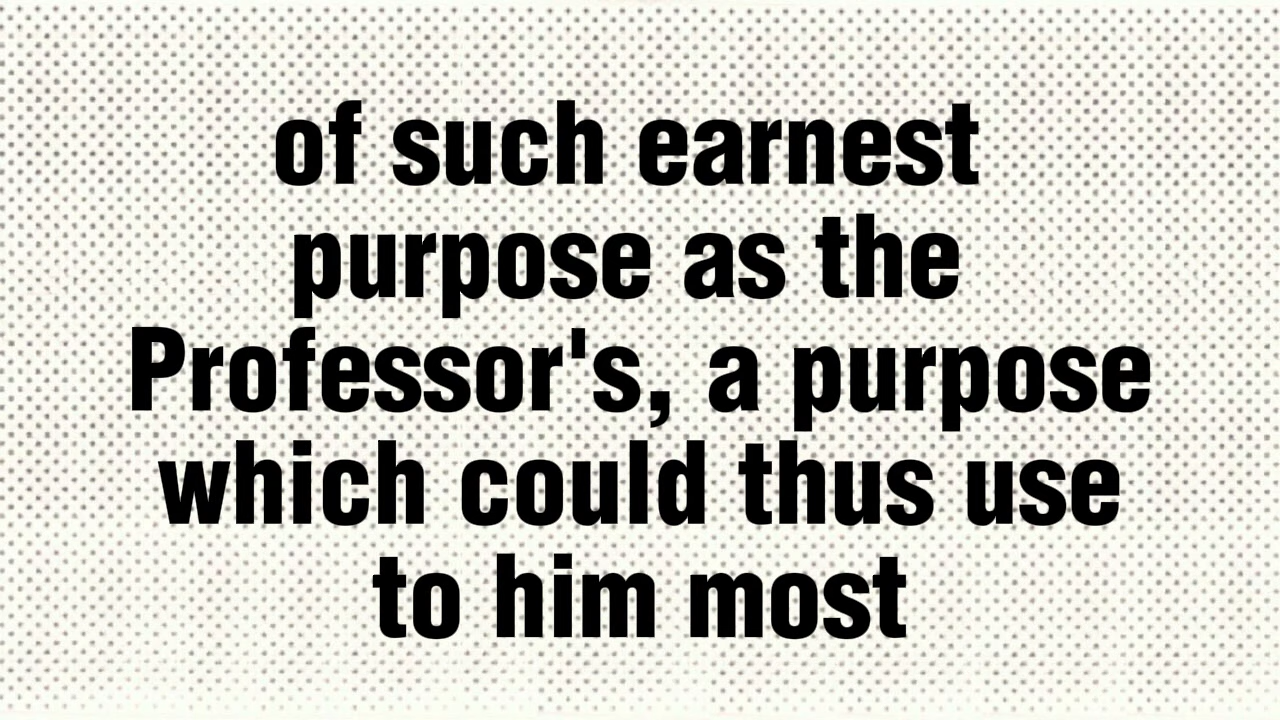 of such earnest
purpose as the
Professor's, a purpose
which could thus use
to him most